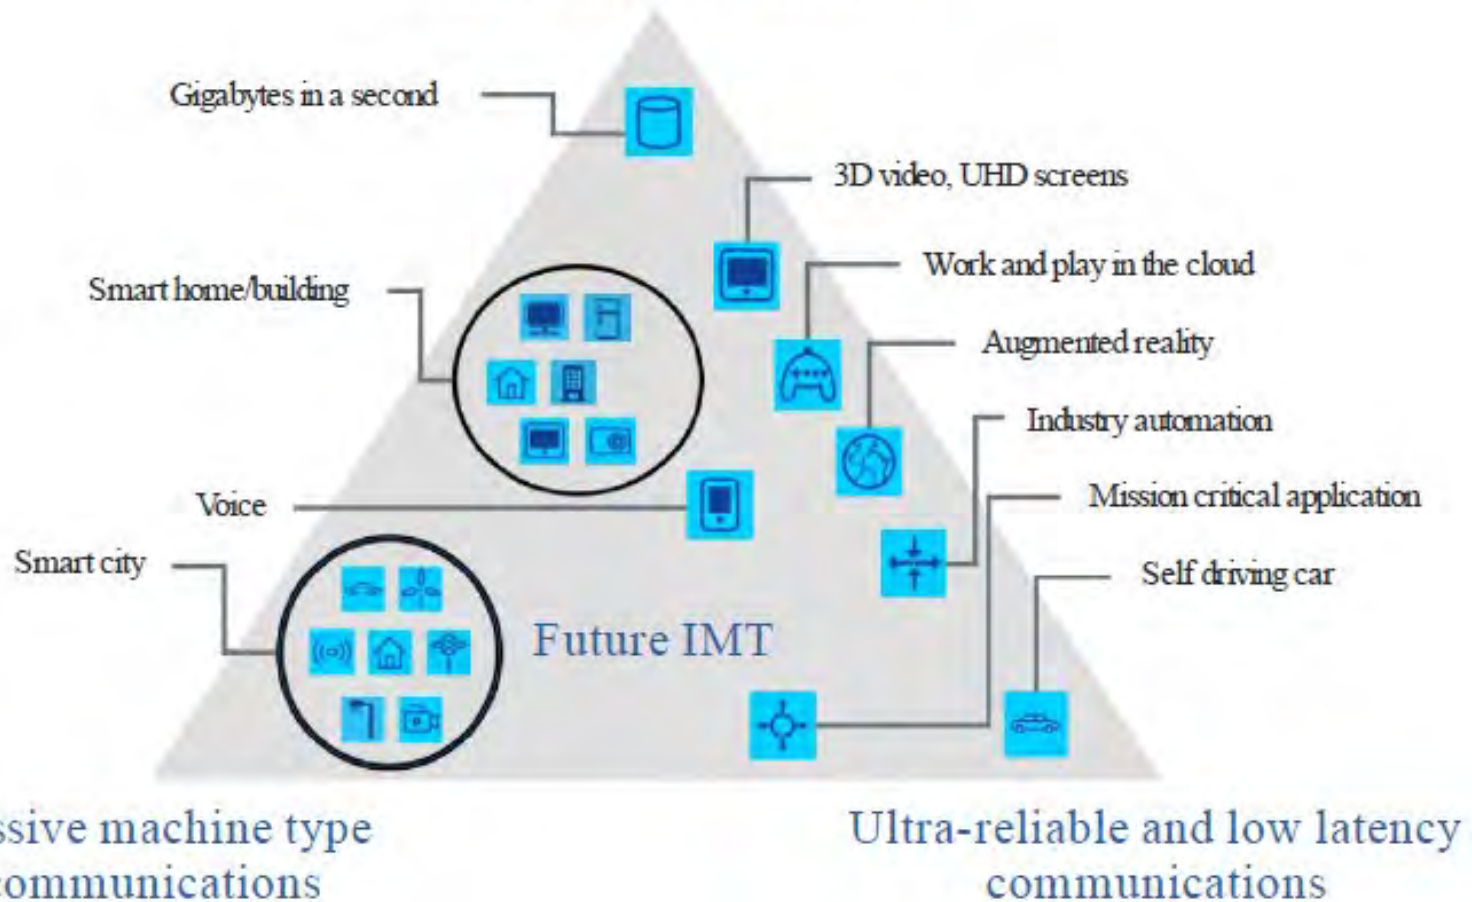 Gigabytes in a second
3D video, UHD screens
Work and play in the cloud
Smart home/building
Augmented reality
Industry automation
Mission critical application
Voice
Smart city
Self driving car
Future IMT
ssive machine type
communications
Ultra-reliable and low latency
communications